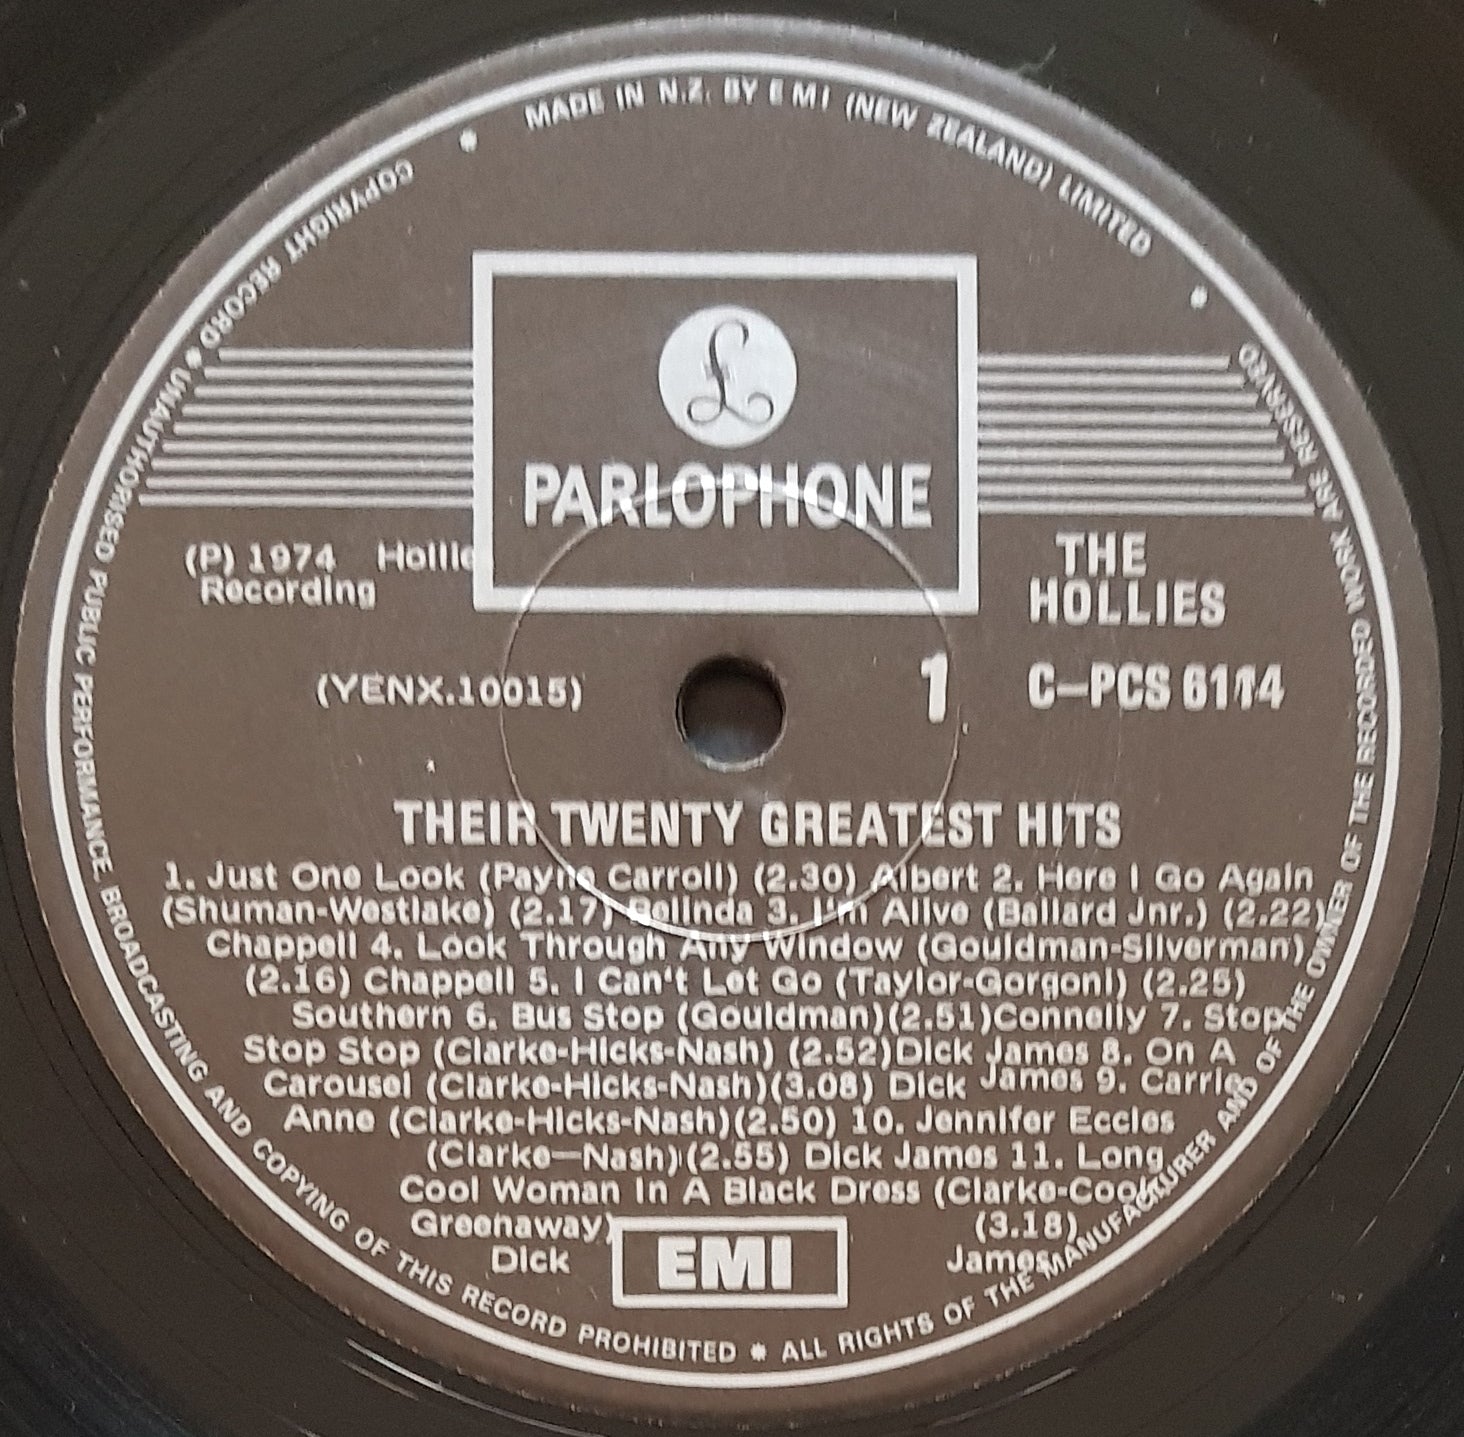 MADE IN N.Z. BY EMI (NEW ZEALAND) LIMITED
COPYRIGHT RECORD • UNAUTHORISED PUBLIC PERFORMANCE, BROADCASTING AND COPYING OF THIS RECORD PROHIBITED * ALL RIGHTS OF THE MANUFACTURER AND OF THE OWNER OF THE RECORDED WORK ARE RESERVED
£
PARLOPHONE
(P) 1974 Hollie
Recording
THE
HOLLIES
(YENX.10015)
1
C-PCS 6114
THEIR TWENTY GREATEST HITS
1. Just One Look (Payne Carroll) (2.30) Albert 2. Here I Go Again
(Shuman-Westlake) (2.17) Belinda 3. I'm Alive (Ballard Jnr.) (2.22)
Chappell 4. Look Through Any Window (Gouldman-Silverman)
(2.16) Chappell 5. I Can't Let Go (Taylor-Gorgoni) (2.25)
Southern 6. Bus Stop (Gouldman)(2.51)Connelly 7. Stop
Stop Stop (Clarke-Hicks-Nash) (2.52)Dick James 8. On A
Carousel (Clarke-Hicks-Nash)(3.08) Dick James 9. Carrie
Anne (Clarke-Hicks-Nash)(2.50) 10. Jennifer Eccles
(Clarke—Nash)(2.55) Dick James 11. Long
Cool Woman In A Black Dress (Clarke-Cook-
Greenaway) (3.18)
Dick James
EMI